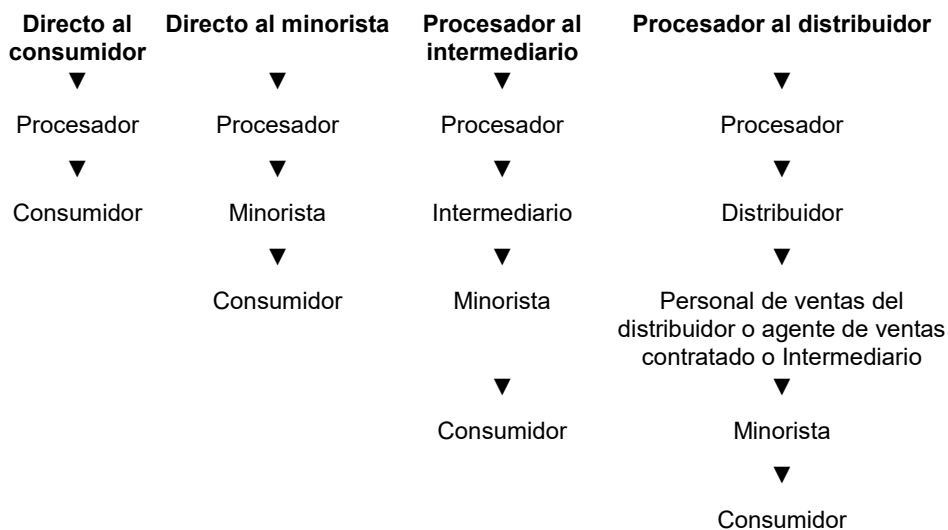 Directo al consumidor
▼
Procesador
▼
Consumidor
Directo al minorista
▼
Procesador
▼
Minorista
▼
Consumidor
Procesador al
intermediario
▼
Procesador
▼
Intermediario
▼
Minorista
▼
Consumidor
Procesador al distribuidor
▼
Procesador
▼
Distribuidor
▼
Personal de ventas del
distribuidor o agente de ventas
contratado o Intermediario
▼
Minorista
▼
Consumidor